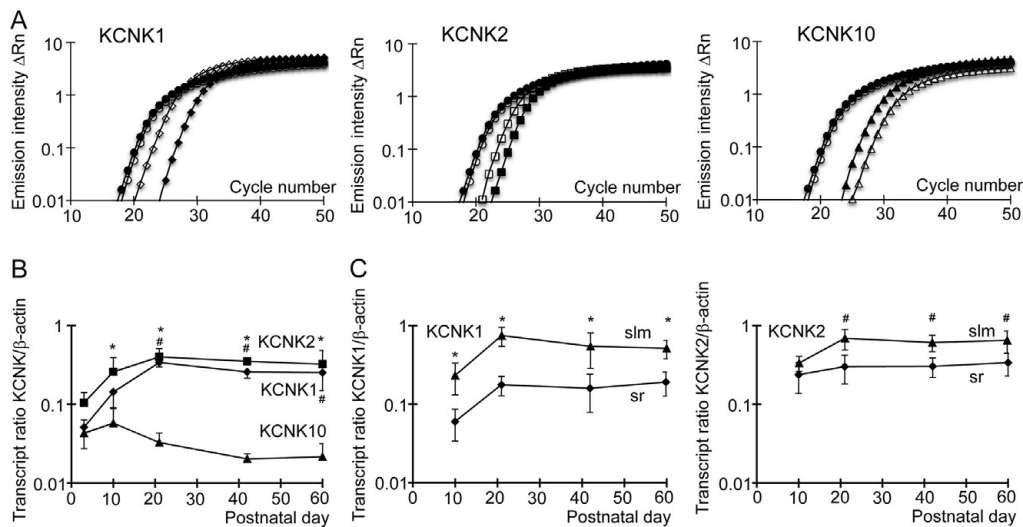 A
KCNK1
Emission intensity ΔRn
10
1
0.1
0.01
10 20 30 40 50
Cycle number
KCNK2
Emission intensity ΔRn
10
1
0.1
0.01
10 20 30 40 50
Cycle number
KCNK10
Emission intensity ΔRn
10
1
0.1
0.01
10 20 30 40 50
Cycle number
B
Transcript ratio KCNK/β-actin
1
0.1
0.01
* * * *
# # #
KCNK2
KCNK1
KCNK10
0 10 20 30 40 50 60
Postnatal day
C
Transcript ratio KCNK1/β-actin
1
0.1
0.01
KCNK1
* * * *
slm
sr
0 10 20 30 40 50 60
Postnatal day
Transcript ratio KCNK2/β-actin
1
0.1
0.01
KCNK2
# # #
slm
sr
0 10 20 30 40 50 60
Postnatal day